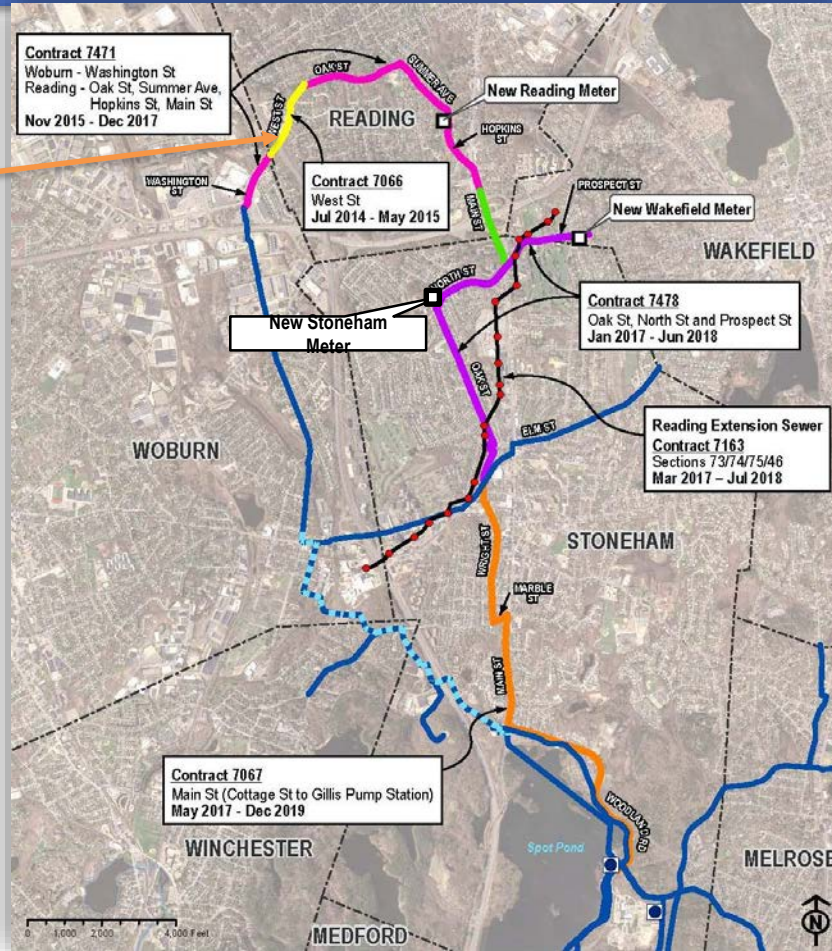 Contract 7471
Woburn - Washington St
Reading - Oak St, Summer Ave,
Hopkins St, Main St
Nov 2015 - Dec 2017
OAK ST
SUMMER AVE
New Reading Meter
WEST ST
READING
HOPKINS
ST
Contract 7066
West St
Jul 2014 - May 2015
WASHINGTON
ST
MAIN ST
PROSPECT ST
New Wakefield Meter
WAKEFIELD
NORTH ST
New Stoneham
Meter
Contract 7478
Oak St, North St and Prospect St
Jan 2017 - Jun 2018
OAK ST
ELM ST
Reading Extension Sewer
Contract 7163
Sections 73/74/75/46
Mar 2017 – Jul 2018
WOBURN
STONEHAM
WRIGHT ST
MARBLE
ST
MAIN ST
Contract 7067
Main St (Cottage St to Gillis Pump Station)
May 2017 - Dec 2019
WOODLAND RD
WINCHESTER
Spot Pond
MELROSE
0 1,000 2,000 4,000 Feet
MEDFORD
N